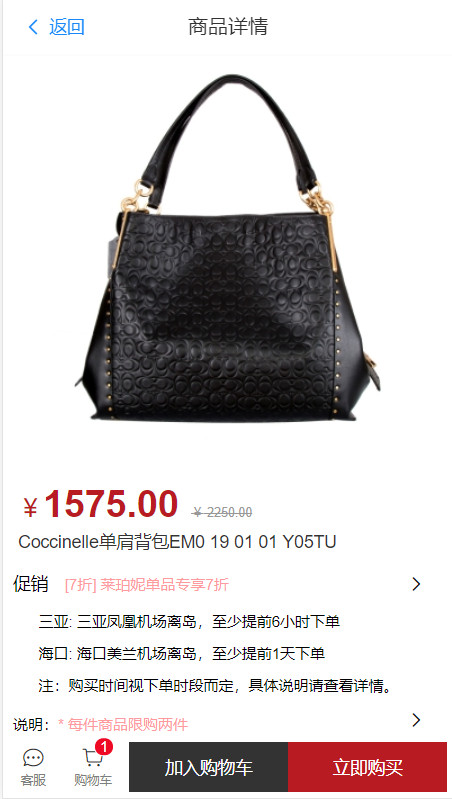 返回
商品详情
¥ 1575.00 ¥ 2250.00
Coccinelle单肩背包EM0 19 01 01 Y05TU
促销 [7折] 莱珀妮单品专享7折
三亚: 三亚凤凰机场离岛，至少提前6小时下单
海口: 海口美兰机场离岛，至少提前1天下单
注：购买时间视下单时段而定，具体说明请查看详情。
说明：* 每件商品限购两件
1
客服 购物车 加入购物车 立即购买